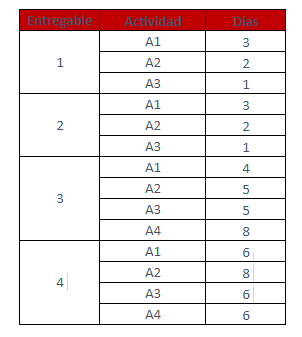 Entregable Actividad Días
1 A1 3
A2 2
A3 1
2 A1 3
A2 2
A3 1
3 A1 4
A2 5
A3 5
A4 8
4 A1 6
A2 8
A3 6
A4 6